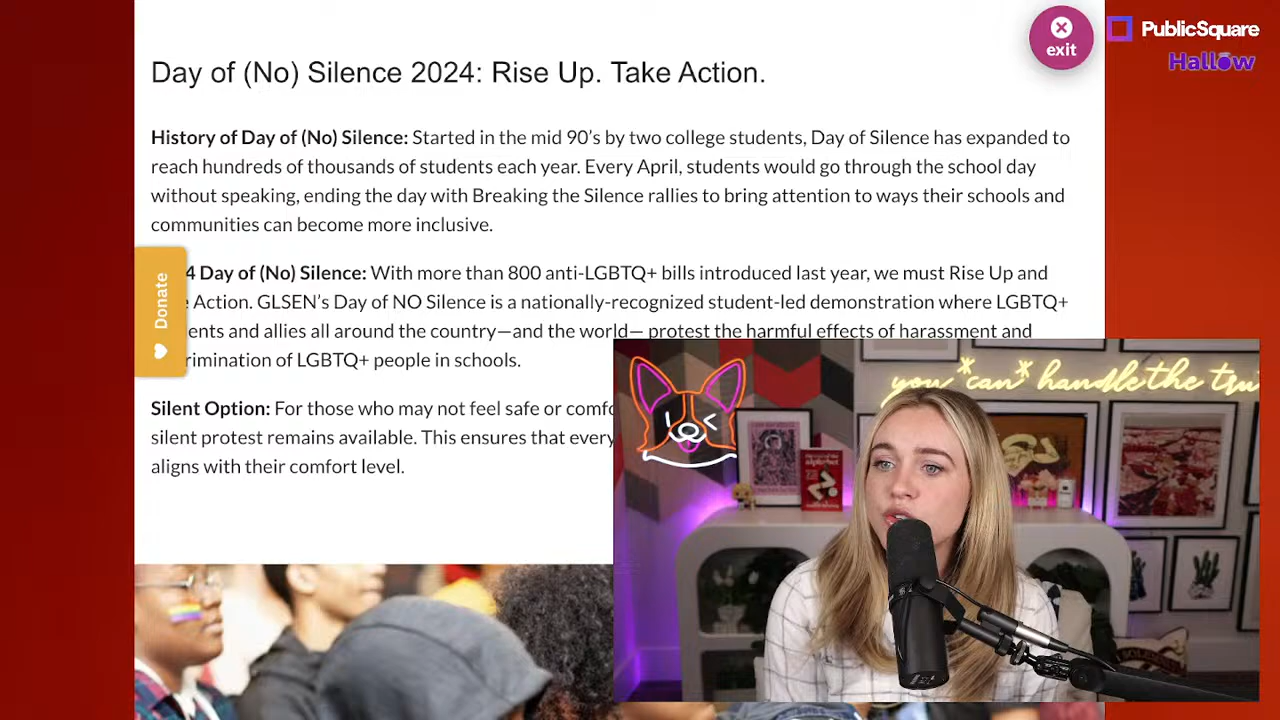 exit
PublicSquare
Hallow
Day of (No) Silence 2024: Rise Up. Take Action.
History of Day of (No) Silence: Started in the mid 90's by two college students, Day of Silence has expanded to
reach hundreds of thousands of students each year. Every April, students would go through the school day
without speaking, ending the day with Breaking the Silence rallies to bring attention to ways their schools and
communities can become more inclusive.
4 Day of (No) Silence: With more than 800 anti-LGBTQ+ bills introduced last year, we must Rise Up and
Action. GLSEN's Day of NO Silence is a nationally-recognized student-led demonstration where LGBTQ+
ents and allies all around the country—and the world— protest the harmful effects of harassment and
rimination of LGBTQ+ people in schools.
Donate
Silent Option: For those who may not feel safe or comfo
silent protest remains available. This ensures that every
aligns with their comfort level.
you *can* handle the